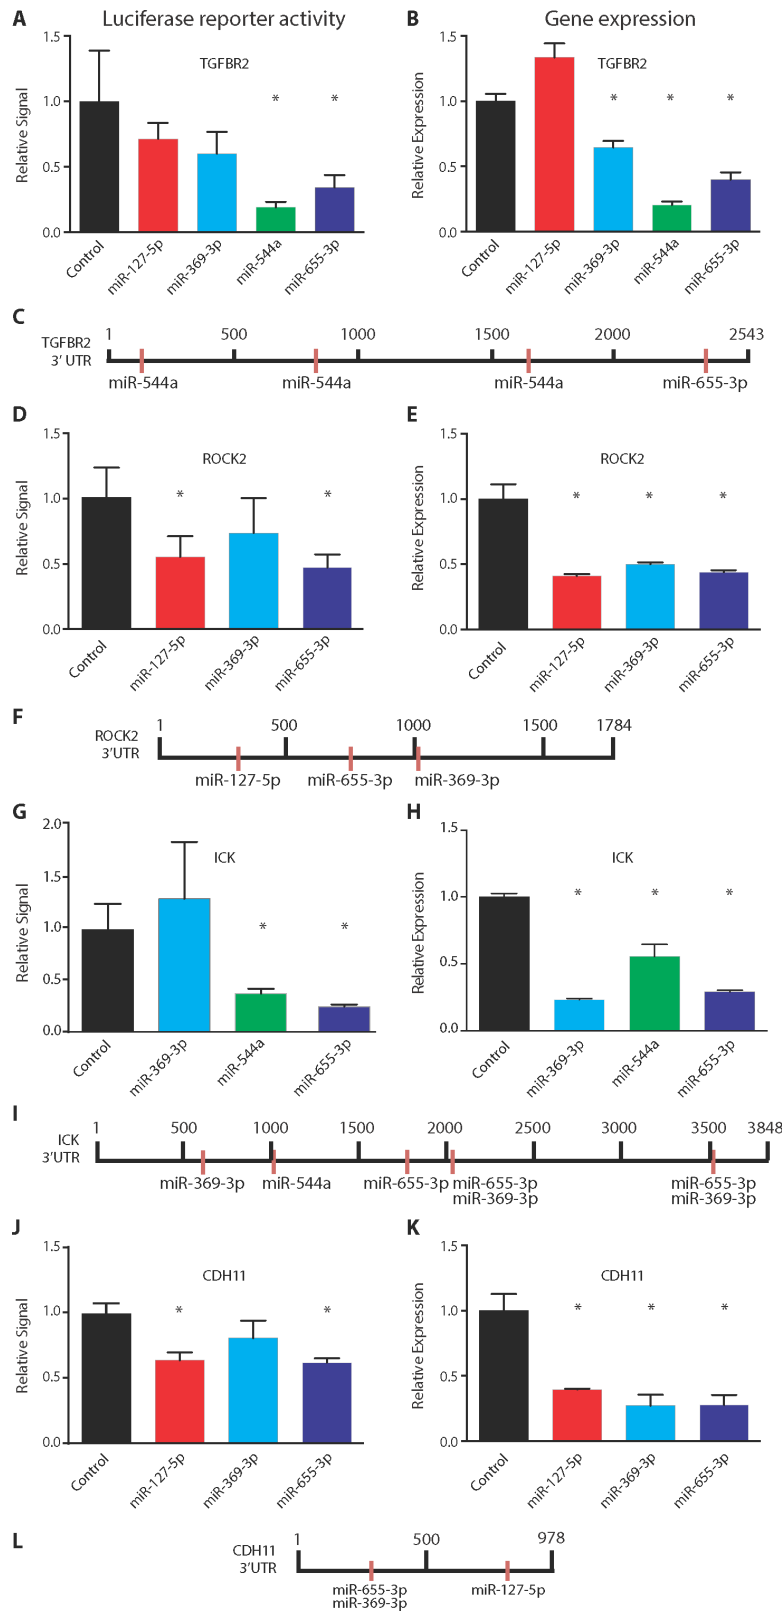 A Luciferase reporter activity
B Gene expression
TGFBR2
Relative Signal
1.5
1.0
0.5
0.0
* *
Control miR-127-5p miR-369-3p miR-544a miR-655-3p
TGFBR2
Relative Expression
1.5
1.0
0.5
0.0
* * *
Control miR-127-5p miR-369-3p miR-544a miR-655-3p
C
TGFBR2
3' UTR
1 500 1000 1500 2000 2543
miR-544a miR-544a miR-544a miR-655-3p
D
ROCK2
Relative Signal
1.5
1.0
0.5
0.0
* *
Control miR-127-5p miR-369-3p miR-655-3p
E
ROCK2
Relative Expression
1.5
1.0
0.5
0.0
* * *
Control miR-127-5p miR-369-3p miR-655-3p
F
ROCK2
3'UTR
1 500 1000 1500 1784
miR-127-5p miR-655-3p miR-369-3p
G
ICK
Relative Signal
2.0
1.5
1.0
0.5
0.0
* *
Control miR-369-3p miR-544a miR-655-3p
H
ICK
Relative Expression
1.5
1.0
0.5
0.0
* * *
Control miR-369-3p miR-544a miR-655-3p
I
ICK
3'UTR
1 500 1000 1500 2000 2500 3000 3500 3848
miR-369-3p miR-544a miR-655-3p miR-655-3p miR-655-3p
miR-369-3p miR-369-3p
J
CDH11
Relative Signal
1.5
1.0
0.5
0.0
* *
Control miR-127-5p miR-369-3p miR-655-3p
K
CDH11
Relative Expression
1.5
1.0
0.5
0.0
* * *
Control miR-127-5p miR-369-3p miR-655-3p
L
CDH11
3'UTR
1 500 978
miR-655-3p miR-127-5p
miR-369-3p